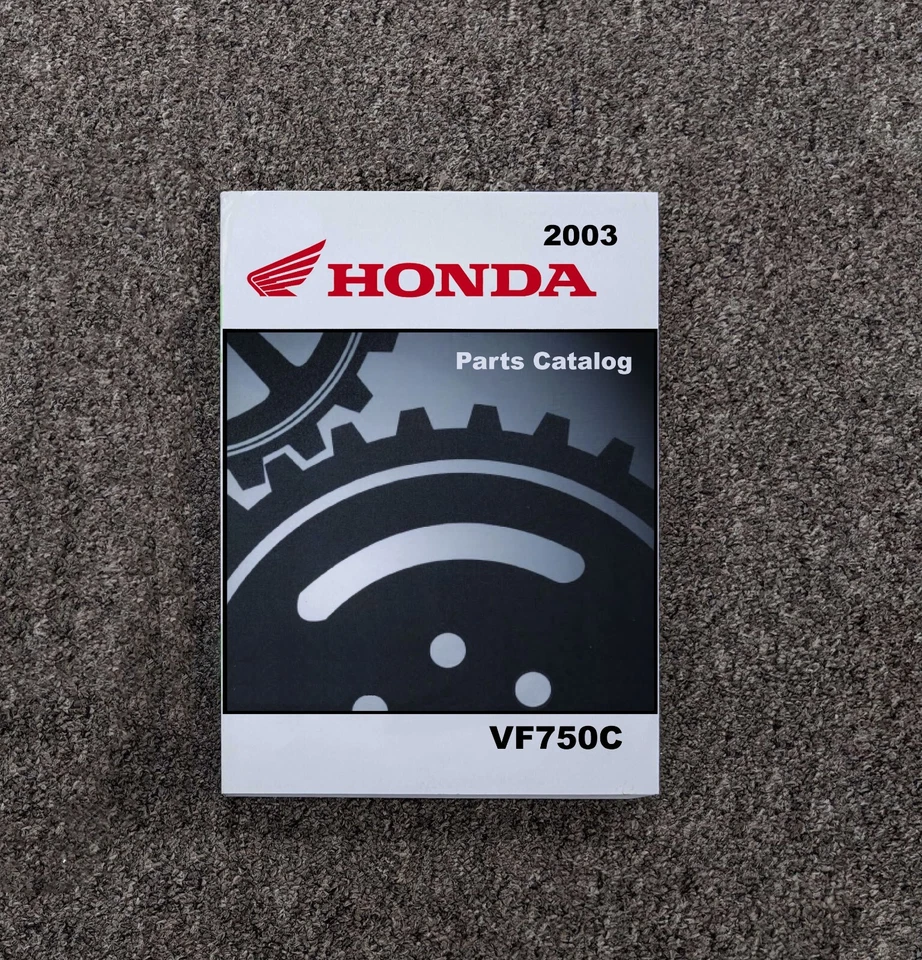 2003
HONDA
Parts Catalog
VF750C